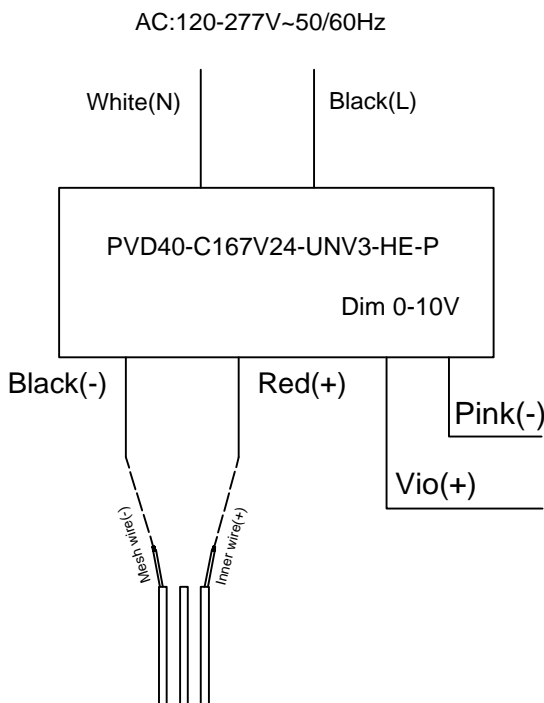 AC:120-277V~50/60Hz
White(N)
Black(L)
PVD40-C167V24-UNV3-HE-P
Dim 0-10V
Black(-)
Red(+)
Pink(-)
Vio(+)
Mesh wire(-)
Inner wire(+)